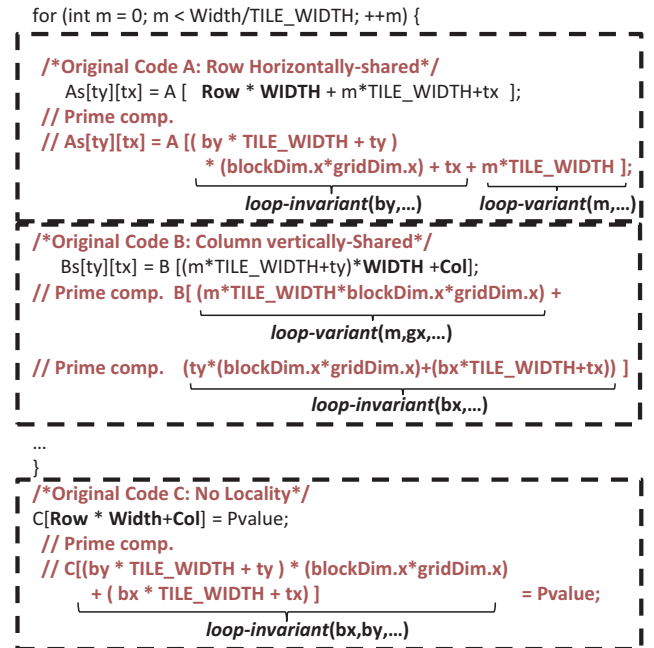 for (int m = 0; m < Width/TILE_WIDTH; ++m) {
/*Original Code A: Row Horizontally-shared*/
As[ty][tx] = A [ Row * WIDTH + m*TILE_WIDTH+tx ];
// Prime comp.
// As[ty][tx] = A [( by * TILE_WIDTH + ty )
* (blockDim.x*gridDim.x) + tx + m*TILE_WIDTH ];
loop-invariant(by,...) loop-variant(m,...)
/*Original Code B: Column vertically-Shared*/
Bs[ty][tx] = B [(m*TILE_WIDTH+ty)*WIDTH +Col];
// Prime comp. B[ (m*TILE_WIDTH*blockDim.x*gridDim.x) +
loop-variant(m,gx,...)
// Prime comp. (ty*(blockDim.x*gridDim.x)+(bx*TILE_WIDTH+tx)) ]
loop-invariant(bx,...)
...
}
/*Original Code C: No Locality*/
C[Row * Width+Col] = Pvalue;
// Prime comp.
// C[(by * TILE_WIDTH + ty ) * (blockDim.x*gridDim.x)
+ ( bx * TILE_WIDTH + tx) ] = Pvalue;
loop-invariant(bx,by,...)